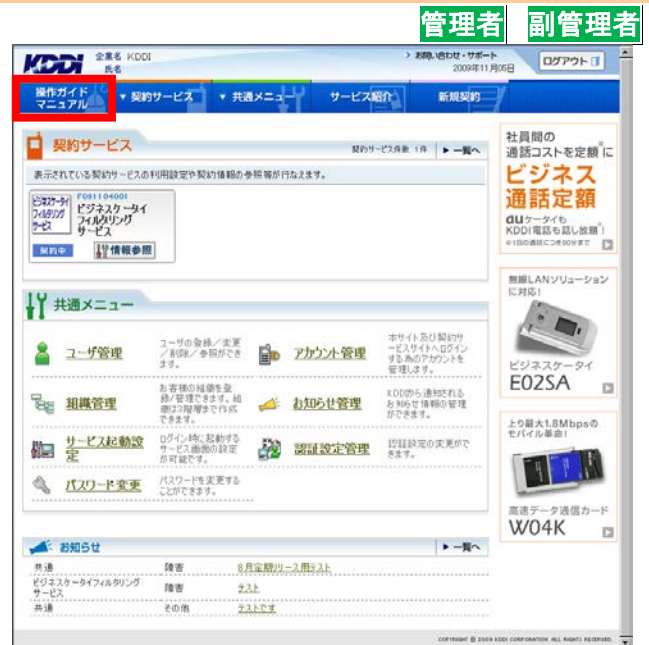 管理者 副管理者
KDDI
企業名 KDDI
氏名
> お問い合わせ・サポート
2009年11月05日
ログアウト
操作ガイド
マニュアル
▼ 契約サービス
▼ 共通メニュー
サービス紹介
新規契約
契約サービス
契約サービス件数 1件
▶ 一覧へ
表示されている契約サービスの利用設定や契約情報の参照等が行なえます。
ビジネスケータイ
フィルタリング
サービス
F091104001
ビジネスケータイ
フィルタリング
サービス
契約中
情報参照
共通メニュー
ユーザ管理
ユーザの登録/変更
/削除/参照ができ
ます。
アカウント管理
本サイト及び契約サ
ービスサイトへログイン
する為のアカウントを
管理します。
組織管理
お客様の組織を登
録/管理できます。組
織は3階層まで作成
できます。
お知らせ管理
KDDIから通知される
お知らせ情報の管理
ができます。
サービス起動設
定
ログイン時に起動する
サービス画面の設定
が可能です。
認証設定管理
認証設定の変更がで
きます。
パスワード変更
パスワードを変更する
ことができます。
お知らせ
▶ 一覧へ
共通 障害 8月定期リリース用テスト
ビジネスケータイフィルタリング
サービス
障害 テスト
共通 その他 テストです
社員間の
通話コストを定額に
ビジネス
通話定額
auケータイも
KDDI電話も話し放題!
※1回の通話につき90分まで
無線LANソリューション
に対応!
ビジネスケータイ
E02SA
上り最大1.8Mbpsの
モバイル革命!
高速データ通信カード
W04K
COPYRIGHT © 2009 KDDI CORPORATION. ALL RIGHTS RESERVED.